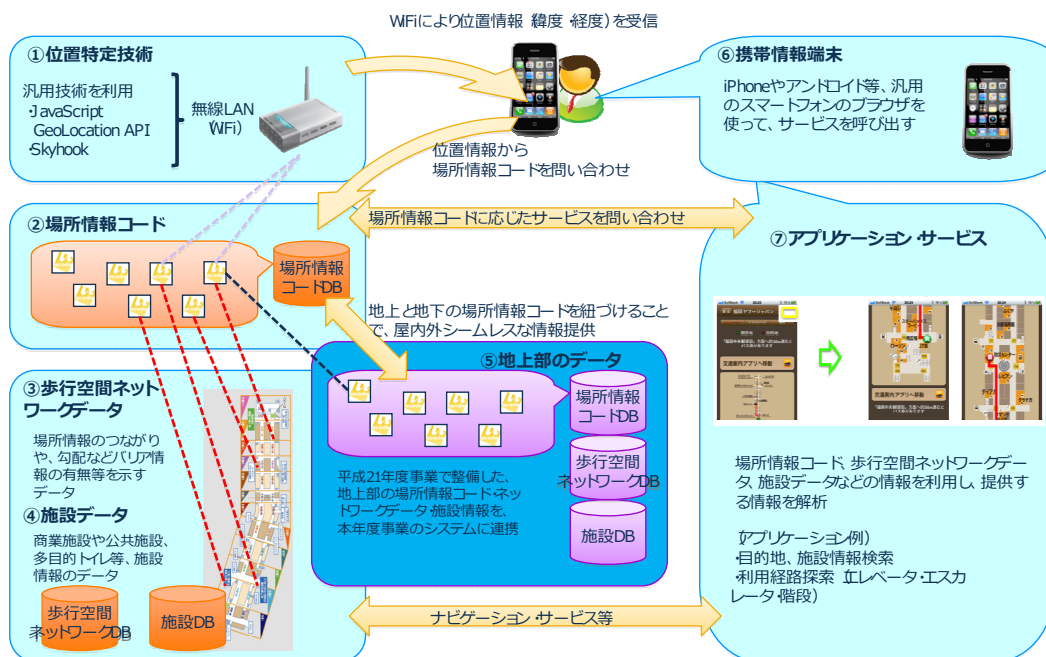 WiFiにより位置情報（緯度・経度）を受信
①位置特定技術
汎用技術を利用
・JavaScript
GeoLocation API
・Skyhook
無線LAN
（WiFi）
⑥携帯情報端末
iPhoneやアンドロイド等、汎用
のスマートフォンのブラウザを
使って、サービスを呼び出す
位置情報から
場所情報コードを問い合わせ
②場所情報コード
場所情報
コードDB
場所情報コードに応じたサービスを問い合わせ
地上と地下の場所情報コードを紐づけること
で、屋内外シームレスな情報提供
③歩行空間ネット
ワークデータ
場所情報のつながり
や、勾配などバリア情
報の有無等を示す
データ
④施設データ
商業施設や公共施設、
多目的トイレ等、施設
情報のデータ
歩行空間
ネットワークDB
施設DB
⑤地上部のデータ
場所情報
コードDB
歩行空間
ネットワークDB
施設DB
平成21年度事業で整備した、
地上部の場所情報コード・ネッ
トワークデータ・施設情報を、
本年度事業のシステムに連携
⑦アプリケーション・サービス
交通案内アプリへ移動
交通案内アプリへ移動
場所情報コード、歩行空間ネットワークデー
タ、施設データなどの情報を利用し、提供す
る情報を解析
（アプリケーション例）
・目的地、施設情報検索
・利用経路探索（エレベータ・エスカ
レータ・階段）
ナビゲーション・サービス等